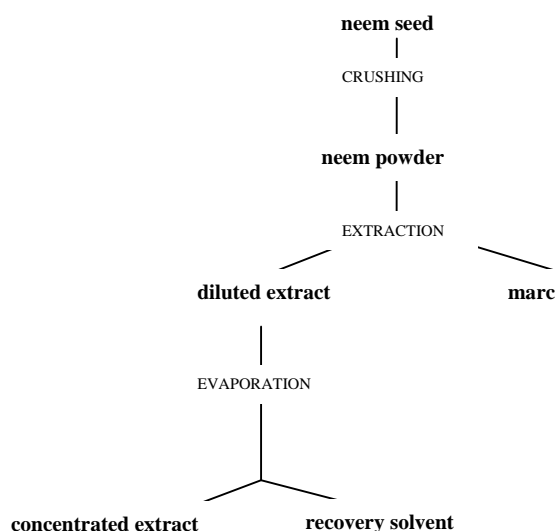 neem seed
CRUSHING
neem powder
EXTRACTION
diluted extract
marc
EVAPORATION
concentrated extract
recovery solvent